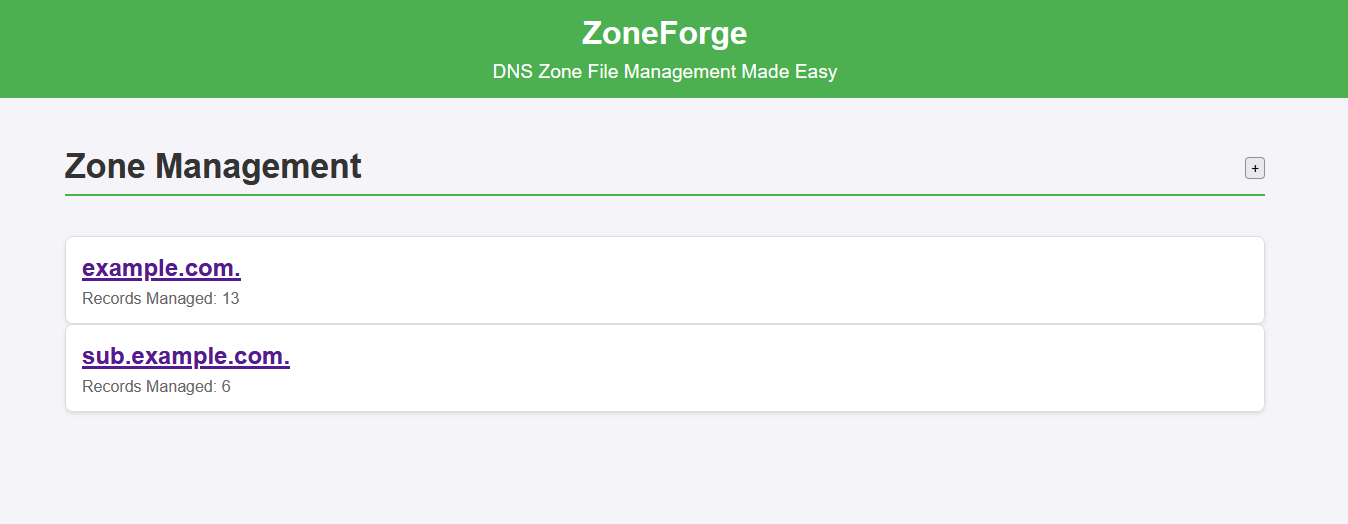 ZoneForge
DNS Zone File Management Made Easy
Zone Management
+
example.com.
Records Managed: 13
sub.example.com.
Records Managed: 6